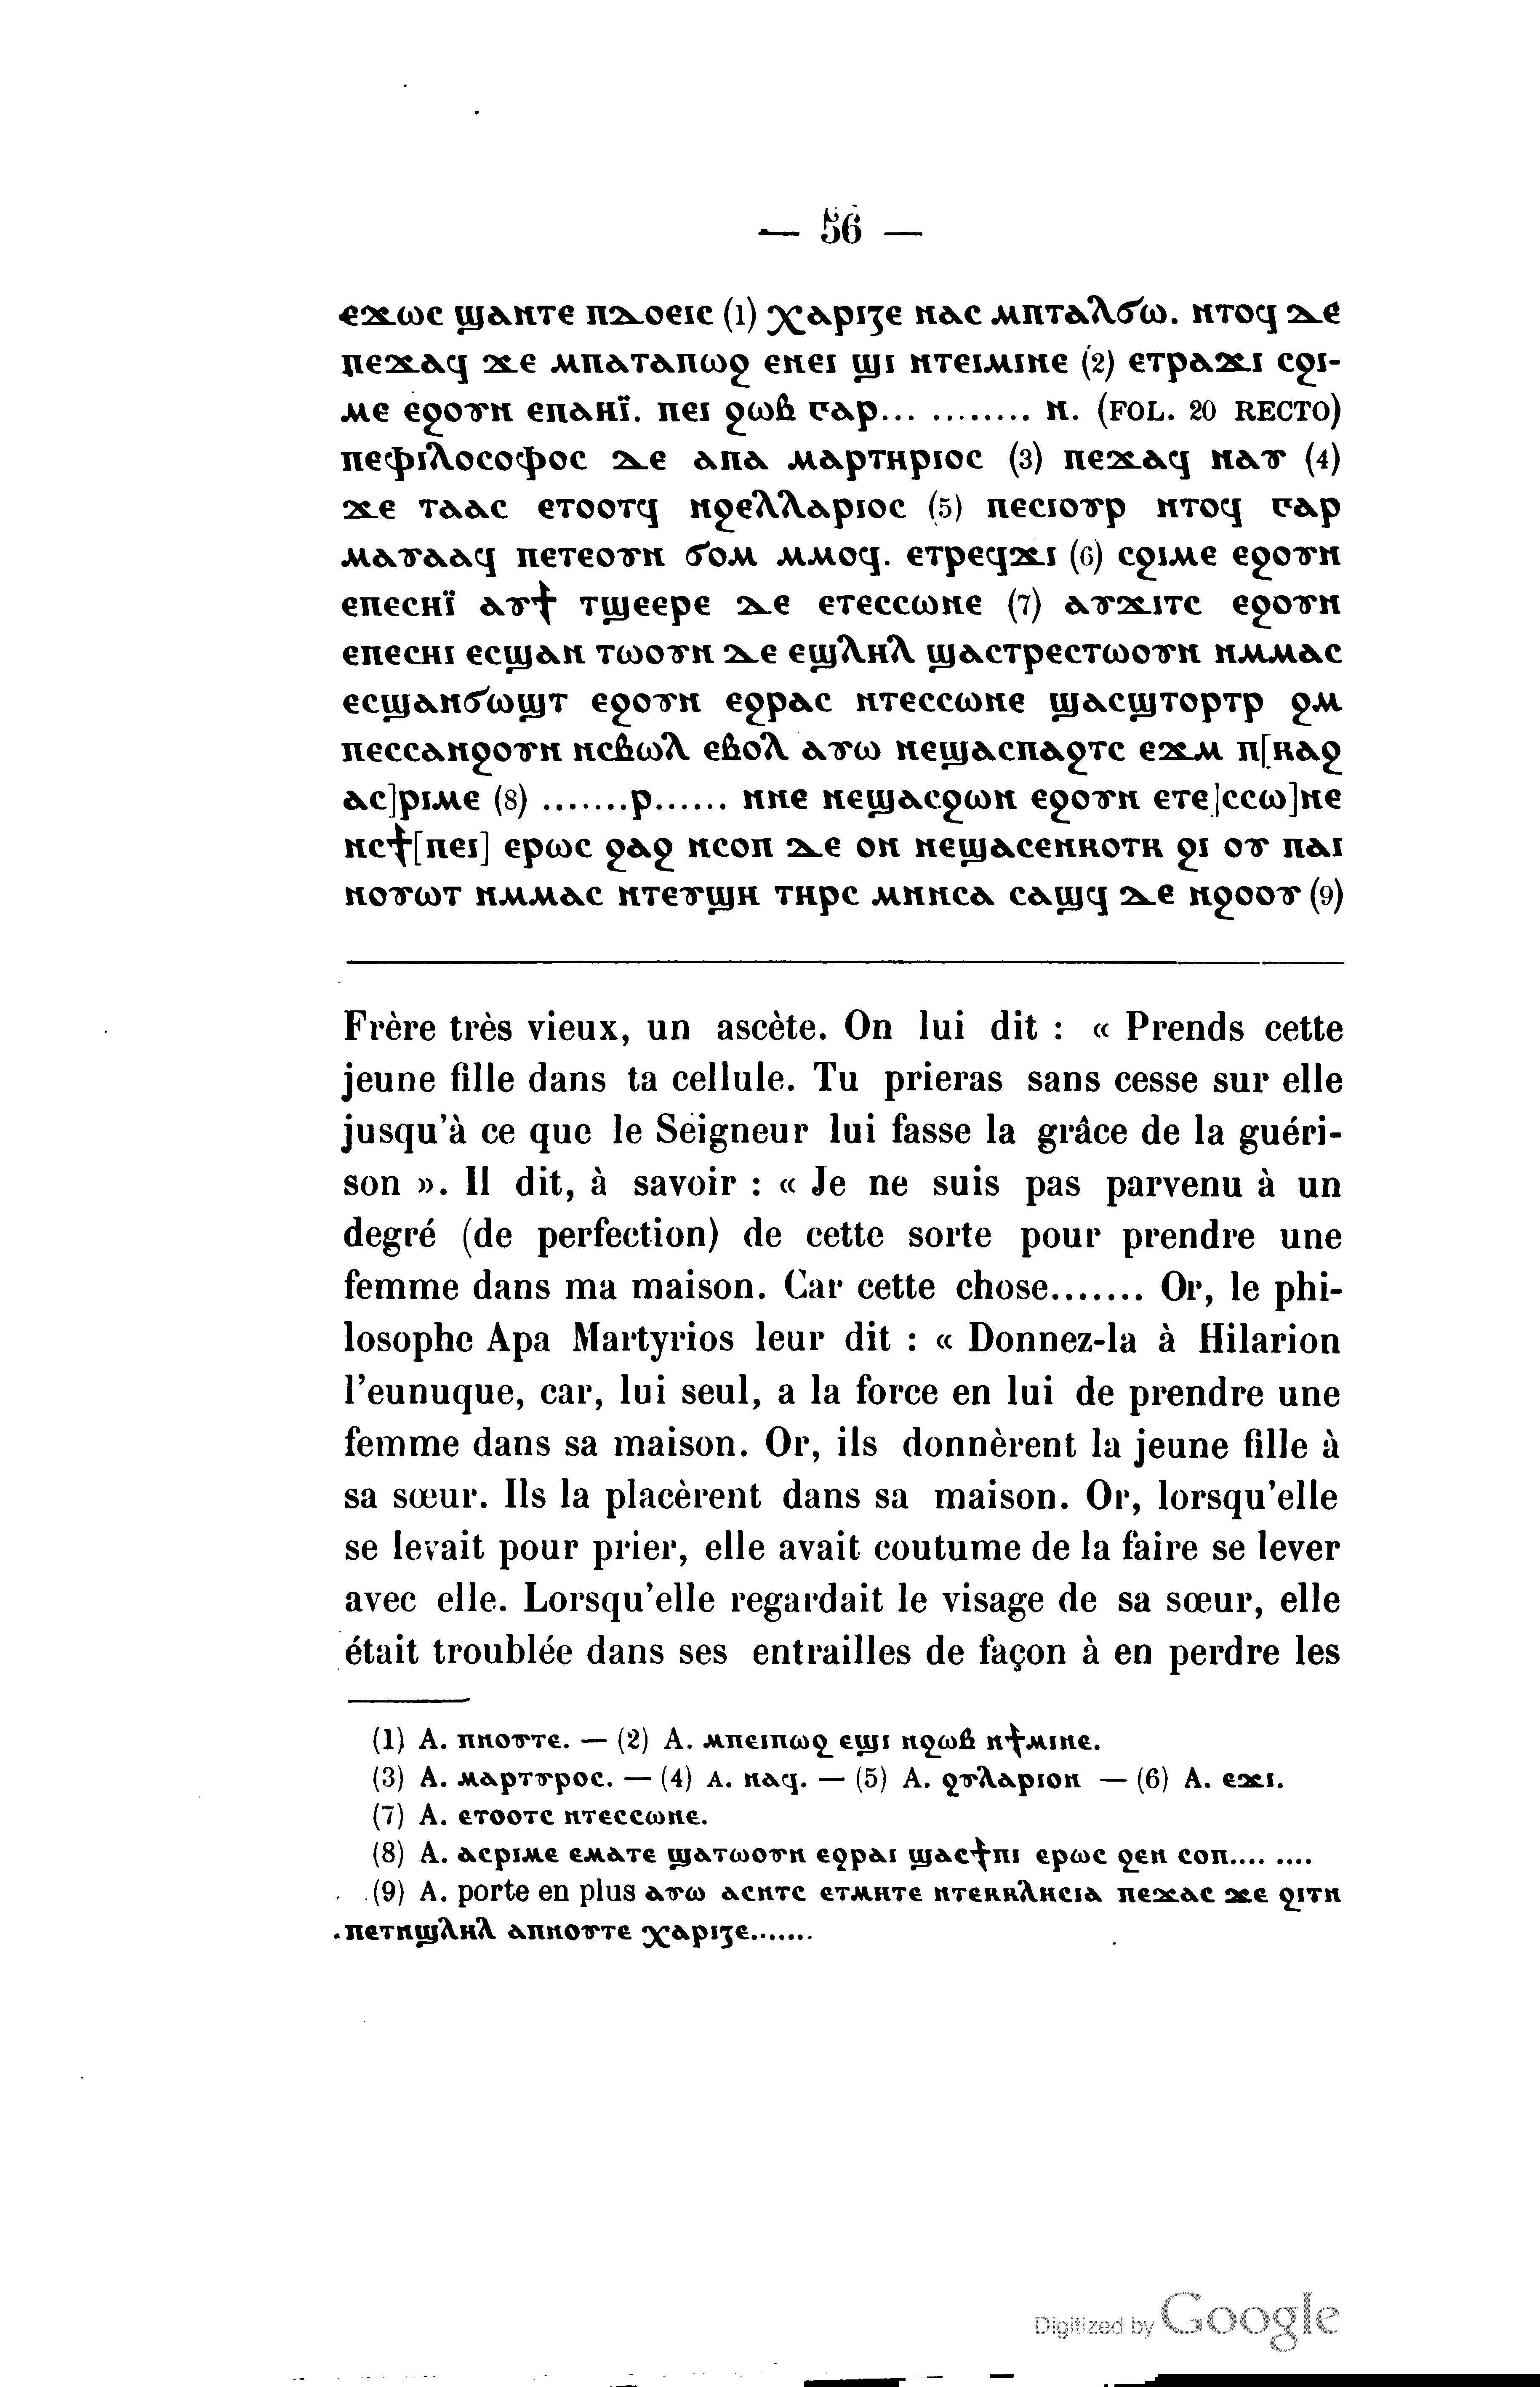 — 56 —
ⲉϫⲱⲥ ϣⲁⲛⲧⲉ ⲡϫⲟⲉⲓⲥ (1) ⲭⲁⲣⲓⲍⲉ ⲛⲁⲥ ⲙⲡⲧⲁⲗϭⲱ. ⲛⲧⲟϥ ⲇⲉ
ⲡⲉϫⲁϥ ϫⲉ ⲙⲡⲁⲧⲁⲡⲱϩ ⲉⲛⲉⲓ ϣⲓ ⲛⲧⲉⲓⲙⲓⲛⲉ (2) ⲉⲧⲣⲁϫⲓ ⲥϩⲓ-
ⲙⲉ ⲉϩⲟⲩⲛ ⲉⲡⲁⲏⲓ̈. ⲡⲉⲓ ϩⲱⲃ ⲅⲁⲣ... ......... ⲛ. (FOL. 20 RECTO)
ⲡⲉⲫⲓⲗⲟⲥⲟⲫⲟⲥ ⲇⲉ ⲁⲡⲁ ⲙⲁⲣⲧⲏⲣⲓⲟⲥ (3) ⲡⲉϫⲁϥ ⲛⲁⲩ (4)
ϫⲉ ⲧⲁⲁⲥ ⲉⲧⲟⲟⲧϥ ⲛϩⲉⲗⲗⲁⲣⲓⲟⲥ (5) ⲡⲉⲥⲓⲟⲩⲣ ⲛⲧⲟϥ ⲅⲁⲣ
ⲙⲁⲩⲁⲁϥ ⲡⲉⲧⲉⲟⲩⲛ ϭⲟⲙ ⲙⲙⲟϥ. ⲉⲧⲣⲉϥϫⲓ (6) ⲥϩⲓⲙⲉ ⲉϩⲟⲩⲛ
ⲉⲡⲉⲥⲏⲓ̈ ⲁⲩϯ ⲧϣⲉⲉⲣⲉ ⲇⲉ ⲉⲧⲉⲥⲥⲱⲛⲉ (7) ⲁⲩϫⲓⲧⲥ ⲉϩⲟⲩⲛ
ⲉⲡⲉⲥⲏⲓ ⲉⲥϣⲁⲛ ⲧⲱⲟⲩⲛ ⲇⲉ ⲉϣⲗⲏⲗ ϣⲁⲥⲧⲣⲉⲥⲧⲱⲟⲩⲛ ⲛⲙⲙⲁⲥ
ⲉⲥϣⲁⲛϭⲱϣⲧ ⲉϩⲟⲩⲛ ⲉϩⲣⲁⲥ ⲛⲧⲉⲥⲥⲱⲛⲉ ϣⲁⲥϣⲧⲟⲣⲧⲣ ϩⲙ
ⲡⲉⲥⲥⲁⲛϩⲟⲩⲛ ⲛⲥⲃⲱⲗ ⲉⲃⲟⲗ ⲁⲩⲱ ⲛⲉϣⲁⲥⲡⲁϩⲧⲥ ⲉϫⲙ ⲡ[ⲕⲁϩ
ⲁⲥ]ⲣⲓⲙⲉ (8) .......ⲣ...... ⲛⲛⲉ ⲛⲉϣⲁⲥϩⲱⲛ ⲉϩⲟⲩⲛ ⲉⲧⲉ[ⲥⲥⲱ]ⲛⲉ
ⲛⲥϯ[ⲡⲉⲓ] ⲉⲣⲱⲥ ϩⲁϩ ⲛⲥⲟⲡ ⲇⲉ ⲟⲛ ⲛⲉϣⲁⲥⲉⲛⲕⲟⲧⲕ ϩⲓ ⲟⲩ ⲡⲁⲓ
ⲛⲟⲩⲱⲧ ⲛⲙⲙⲁⲥ ⲛⲧⲉⲩϣⲏ ⲧⲏⲣⲥ ⲙⲛⲛⲥⲁ ⲥⲁϣϥ ⲇⲉ ⲛϩⲟⲟⲩ (9)
Frère très vieux, un ascète. On lui dit : « Prends cette
jeune fille dans ta cellule. Tu prieras sans cesse sur elle
jusqu'à ce que le Seigneur lui fasse la grâce de la guéri-
son ». Il dit, à savoir : « Je ne suis pas parvenu à un
degré (de perfection) de cette sorte pour prendre une
femme dans ma maison. Car cette chose....... Or, le phi-
losophe Apa Martyrios leur dit : « Donnez-la à Hilarion
l'eunuque, car, lui seul, a la force en lui de prendre une
femme dans sa maison. Or, ils donnèrent la jeune fille à
sa sœur. Ils la placèrent dans sa maison. Or, lorsqu'elle
se levait pour prier, elle avait coutume de la faire se lever
avec elle. Lorsqu'elle regardait le visage de sa sœur, elle
était troublée dans ses entrailles de façon à en perdre les
(1) A. ⲡⲛⲟⲩⲧⲉ. — (2) A. ⲙⲡⲉⲓⲡⲱϩ ⲉϣⲓ ⲛϩⲱⲃ ⲛϯⲙⲓⲛⲉ.
(3) A. ⲙⲁⲣⲧⲩⲣⲟⲥ. — (4) A. ⲛⲁϥ. — (5) A. ϩⲩⲗⲁⲣⲓⲟⲛ — (6) A. ⲉϫⲓ.
(7) A. ⲉⲧⲟⲟⲧⲥ ⲛⲧⲉⲥⲥⲱⲛⲉ.
(8) A. ⲁⲥⲣⲓⲙⲉ ⲉⲙⲁⲧⲉ ϣⲁⲧⲱⲟⲩⲛ ⲉϩⲣⲁⲓ ϣⲁⲥϯⲡⲓ ⲉⲣⲱⲥ ϩⲉⲛ ⲥⲟⲡ.... ....
(9) A. porte en plus ⲁⲩⲱ ⲁⲥⲛⲧⲥ ⲉⲧⲙⲏⲧⲉ ⲛⲧⲉⲕⲕⲗⲏⲥⲓⲁ ⲡⲉϫⲁⲥ ϫⲉ ϩⲓⲧⲛ
ⲡⲉⲧⲛϣⲗⲏⲗ ⲁⲡⲛⲟⲩⲧⲉ ⲭⲁⲣⲓⲍⲉ.......
Digitized by Google